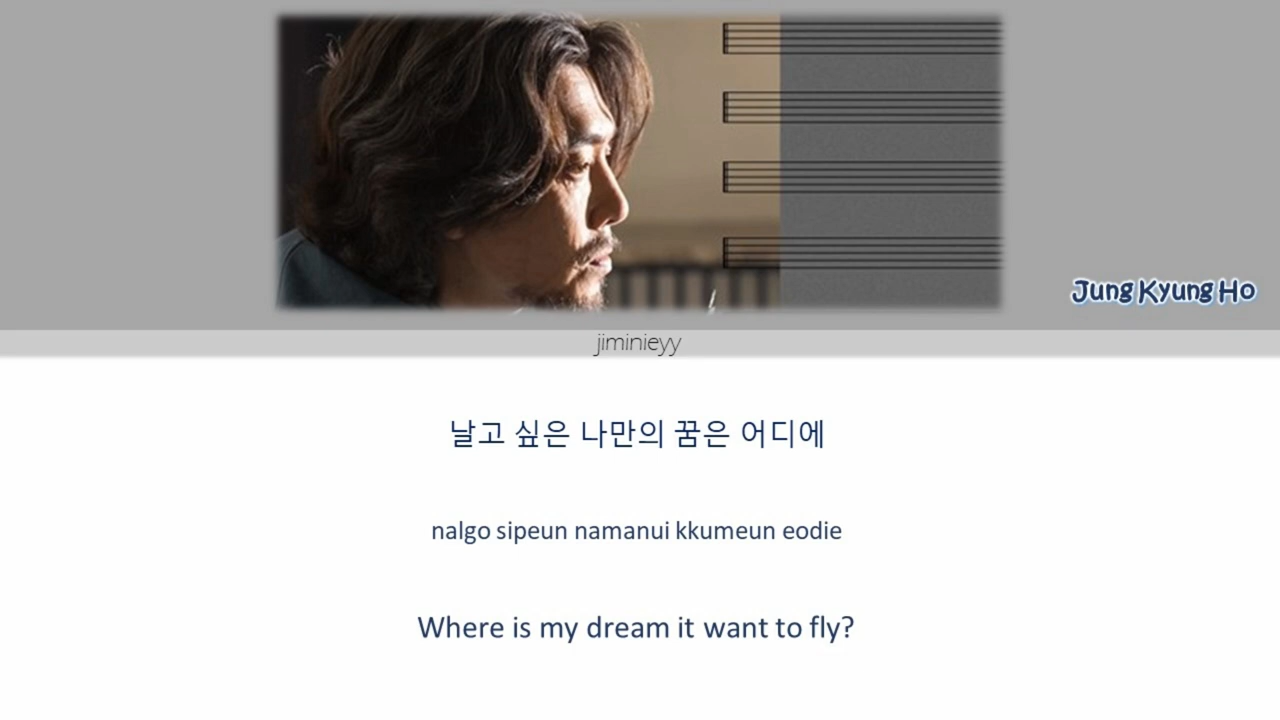 Jung Kyung Ho
jiminieyy
날고 싶은 나만의 꿈은 어디에
nalgo sipeun namanui kkumeun eodie
Where is my dream it want to fly?